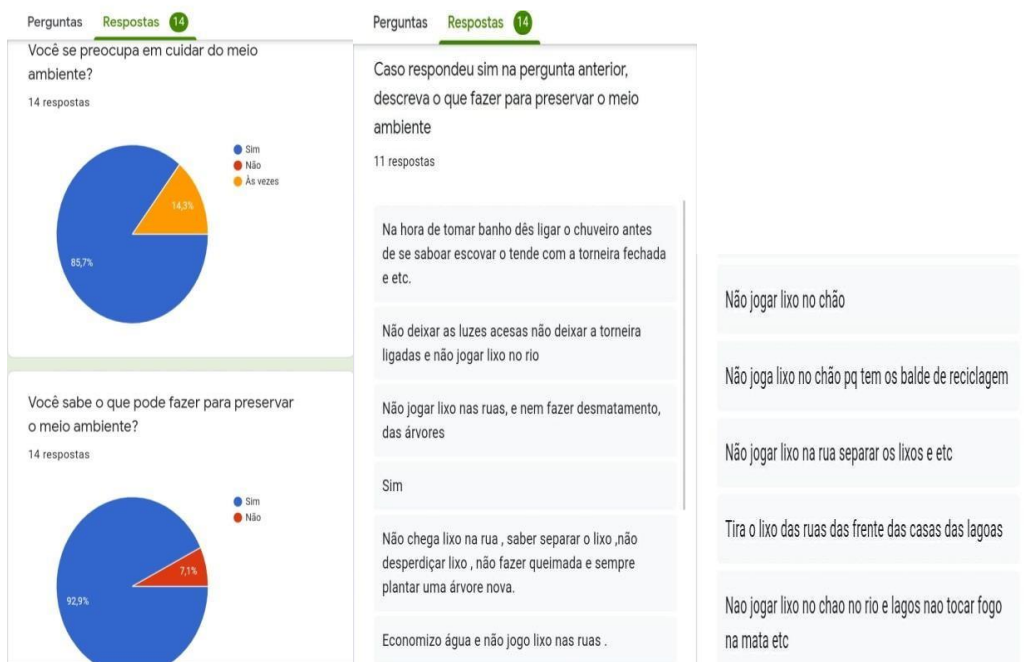 Perguntas Respostas 14
Você se preocupa em cuidar do meio
ambiente?
14 respostas
Sim
Não
Às vezes
14,3%
85,7%
Você sabe o que pode fazer para preservar
o meio ambiente?
14 respostas
Sim
Não
7,1%
92,9%
Perguntas Respostas 14
Caso respondeu sim na pergunta anterior,
descreva o que fazer para preservar o meio
ambiente
11 respostas
Na hora de tomar banho dês ligar o chuveiro antes
de se saboar escovar o tende com a torneira fechada
e etc.
Não deixar as luzes acesas não deixar a torneira
ligadas e não jogar lixo no rio
Não jogar lixo nas ruas, e nem fazer desmatamento,
das árvores
Sim
Não chega lixo na rua , saber separar o lixo ,não
desperdiçar lixo , não fazer queimada e sempre
plantar uma árvore nova.
Economizo água e não jogo lixo nas ruas .
Não jogar lixo no chão
Não joga lixo no chão pq tem os balde de reciclagem
Não jogar lixo na rua separar os lixos e etc
Tira o lixo das ruas das frente das casas das lagoas
Nao jogar lixo no chao no rio e lagos nao tocar fogo
na mata etc